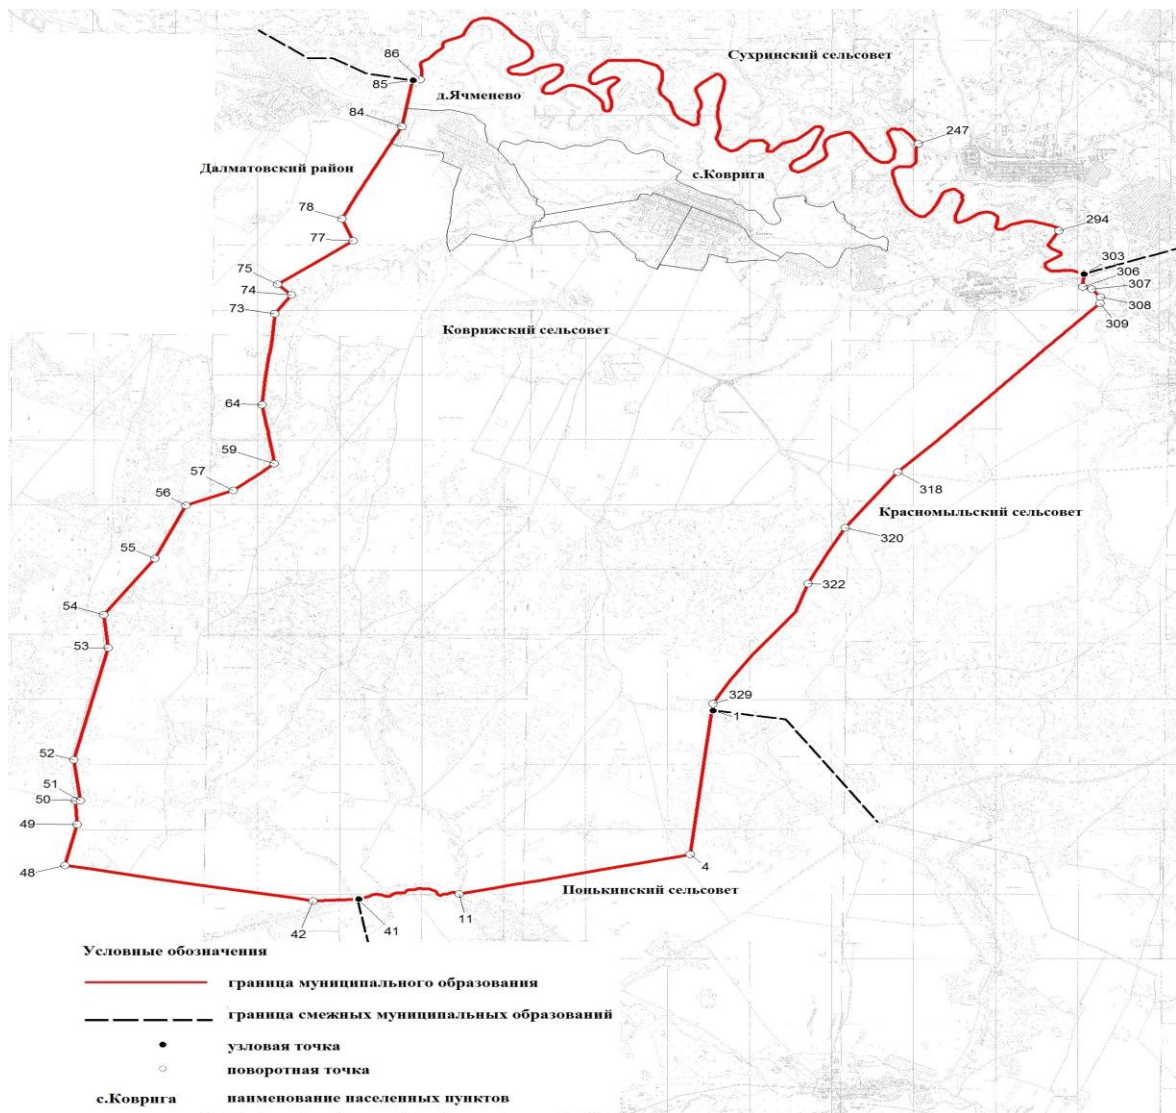 86
Сухринский сельсовет
85
д.Ячменево
84
247
Далматовский район
с.Коврига
78
294
77
303
75
306
307
74
308
73
309
Коврижский сельсовет
64
59
57
318
56
Красномыльский сельсовет
320
55
322
54
53
329
1
52
51
50
49
48
4
Понькинский сельсовет
42
41
11
Условные обозначения
граница муниципального образования
граница смежных муниципальных образований
узловая точка
поворотная точка
с.Коврига наименование населенных пунктов